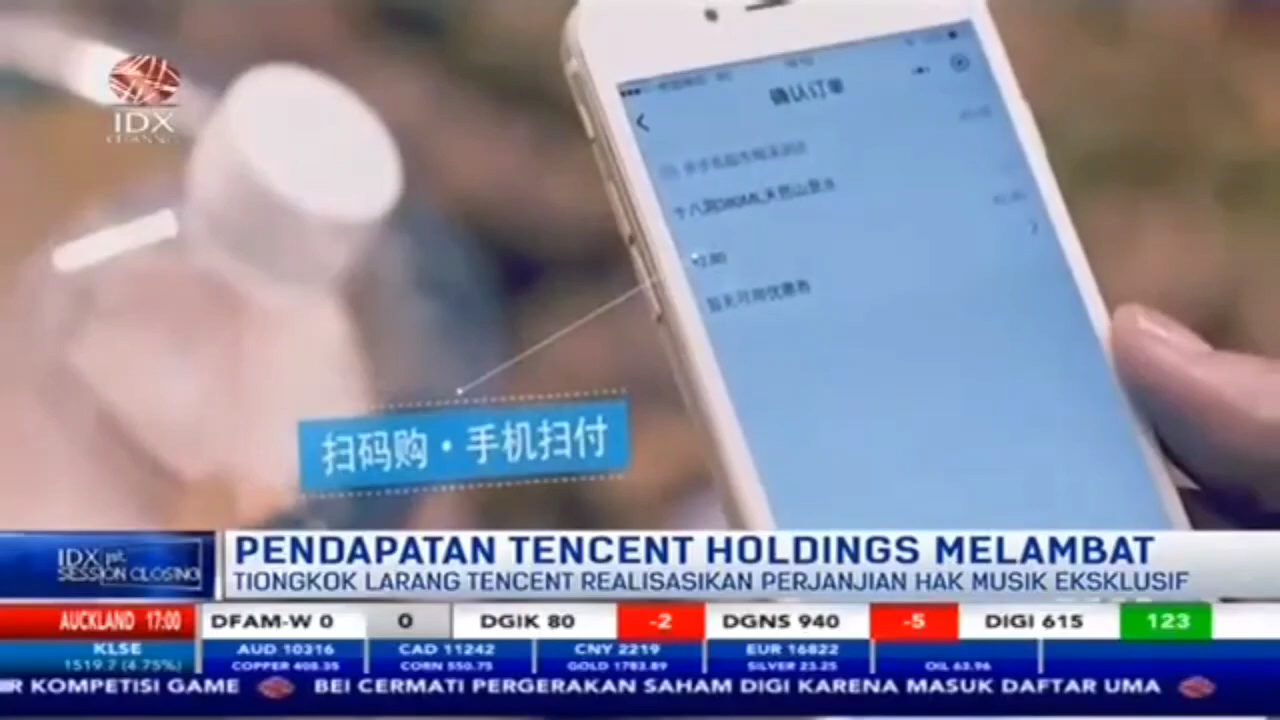 IDX
CHANNEL
确认订单
扫码购·手机扫付
IDX 1st
SESSION CLOSING
PENDAPATAN TENCENT HOLDINGS MELAMBAT
TIONGKOK LARANG TENCENT REALISASIKAN PERJANJIAN HAK MUSIK EKSKLUSIF
AUCKLAND 17:00 DFAM-W 0 0 DGIK 80 -2 DGNS 940 -5 DIGI 615 123
KLSE AUD 10316 CAD 11242 CNY 2219 EUR 16822
1519.7 (4.75%) COPPER 408.35 CORN 550.75 GOLD 1783.89 SILVER 23.25 OIL 63.96
R KOMPETISI GAME BEI CERMATI PERGERAKAN SAHAM DIGI KARENA MASUK DAFTAR UMA